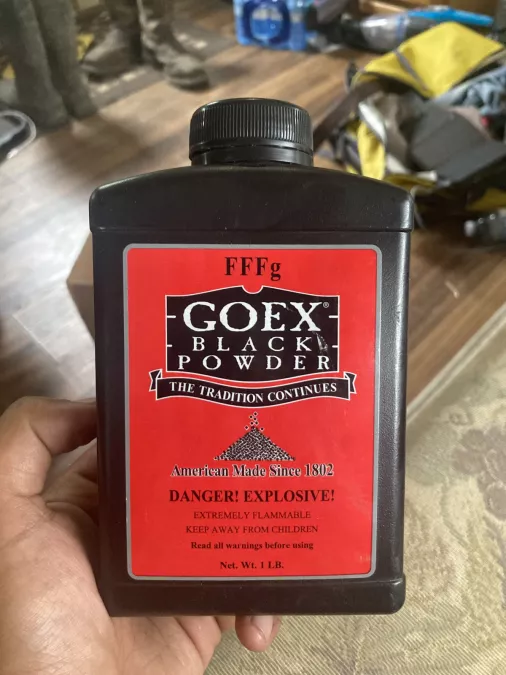 FFFg
GOEX®
BLACK
POWDER
THE TRADITION CONTINUES
American Made Since 1802
DANGER! EXPLOSIVE!
EXTREMELY FLAMMABLE
KEEP AWAY FROM CHILDREN
Read all warnings before using
Net. Wt. 1 LB.